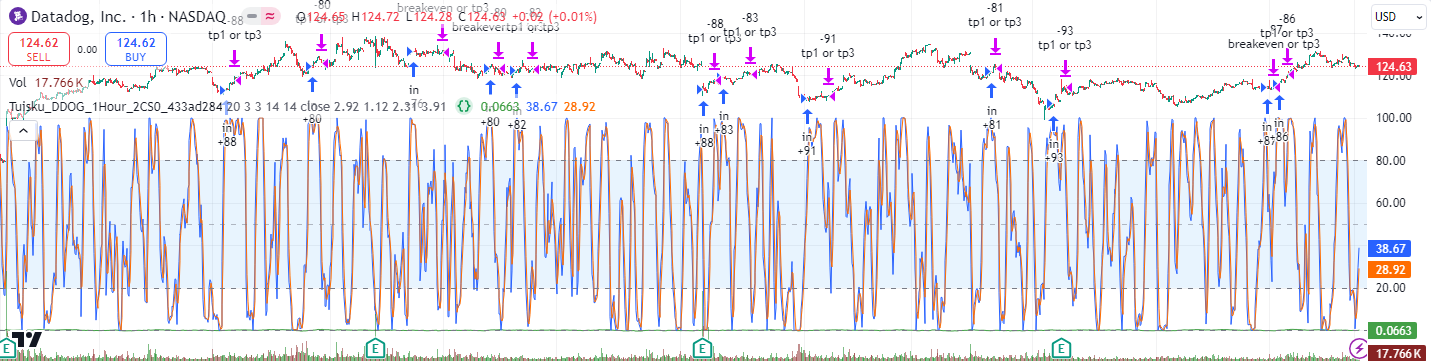 Datadog, Inc. · 1h · NASDAQ
O124.65 H124.72 L124.28 C124.63 +0.02 (+0.01%)
USD
124.62
SELL
0.00
124.62
BUY
Vol 17.766 K
Tujsku_DDOG_1Hour_2CS0_433ad284 20 3 3 14 14 close 2.92 1.12 2.31 3.91 0.0663 38.67 28.92
-88
tp1 or tp3
-80
tp1 or tp3
breakeven or tp3
-80
-82
-88
tp1 or tp3
-83
tp1 or tp3
-91
tp1 or tp3
-81
tp1 or tp3
-93
tp1 or tp3
-86
tp1 or tp3
breakeven or tp3
in
+88
+80
in
+80
+82
in
+88
in
+83
in
+91
in
+81
in
+93
in
+87
in
+86
140.00
124.63
120.00
100.00
80.00
60.00
38.67
28.92
20.00
0.0663
17.766 K
E
E
E
E